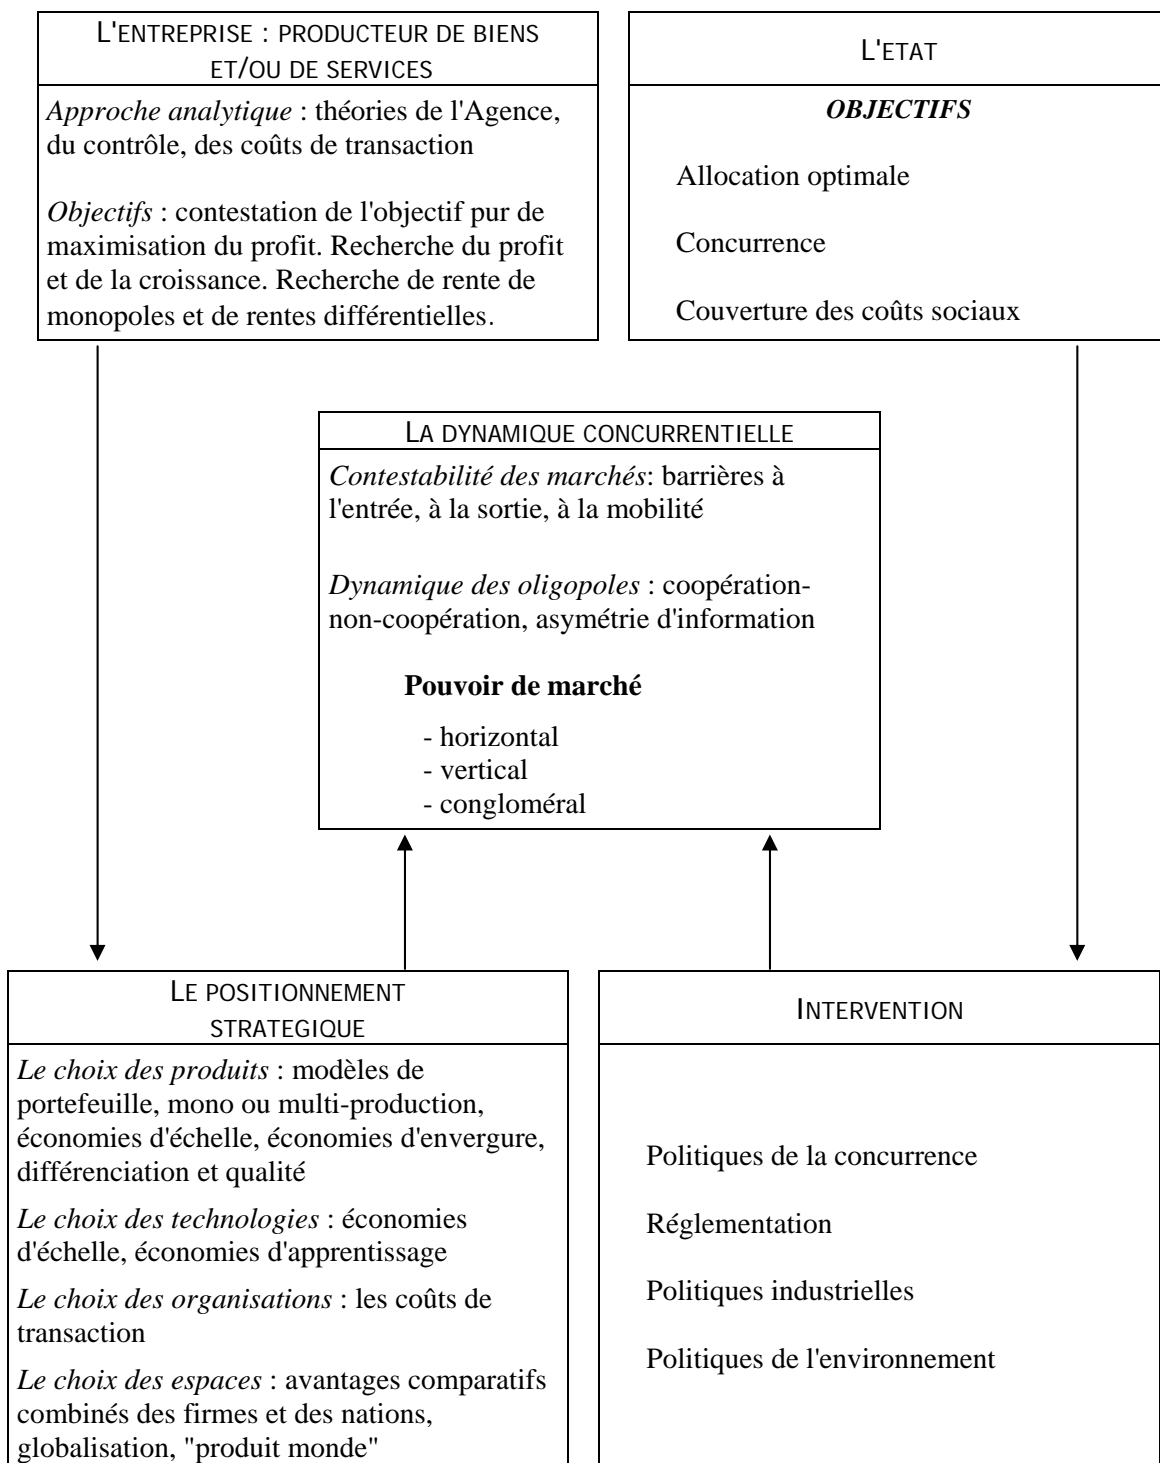 L'ENTREPRISE : PRODUCTEUR DE BIENS
ET/OU DE SERVICES
Approche analytique : théories de l'Agence,
du contrôle, des coûts de transaction
Objectifs : contestation de l'objectif pur de
maximisation du profit. Recherche du profit
et de la croissance. Recherche de rente de
monopoles et de rentes différentielles.
L'ETAT
OBJECTIFS
Allocation optimale
Concurrence
Couverture des coûts sociaux
LA DYNAMIQUE CONCURRENTIELLE
Contestabilité des marchés: barrières à
l'entrée, à la sortie, à la mobilité
Dynamique des oligopoles : coopération-
non-coopération, asymétrie d'information
Pouvoir de marché
- horizontal
- vertical
- congloméral
LE POSITIONNEMENT
STRATEGIQUE
Le choix des produits : modèles de
portefeuille, mono ou multi-production,
économies d'échelle, économies d'envergure,
différenciation et qualité
Le choix des technologies : économies
d'échelle, économies d'apprentissage
Le choix des organisations : les coûts de
transaction
Le choix des espaces : avantages comparatifs
combinés des firmes et des nations,
globalisation, "produit monde"
INTERVENTION
Politiques de la concurrence
Réglementation
Politiques industrielles
Politiques de l'environnement